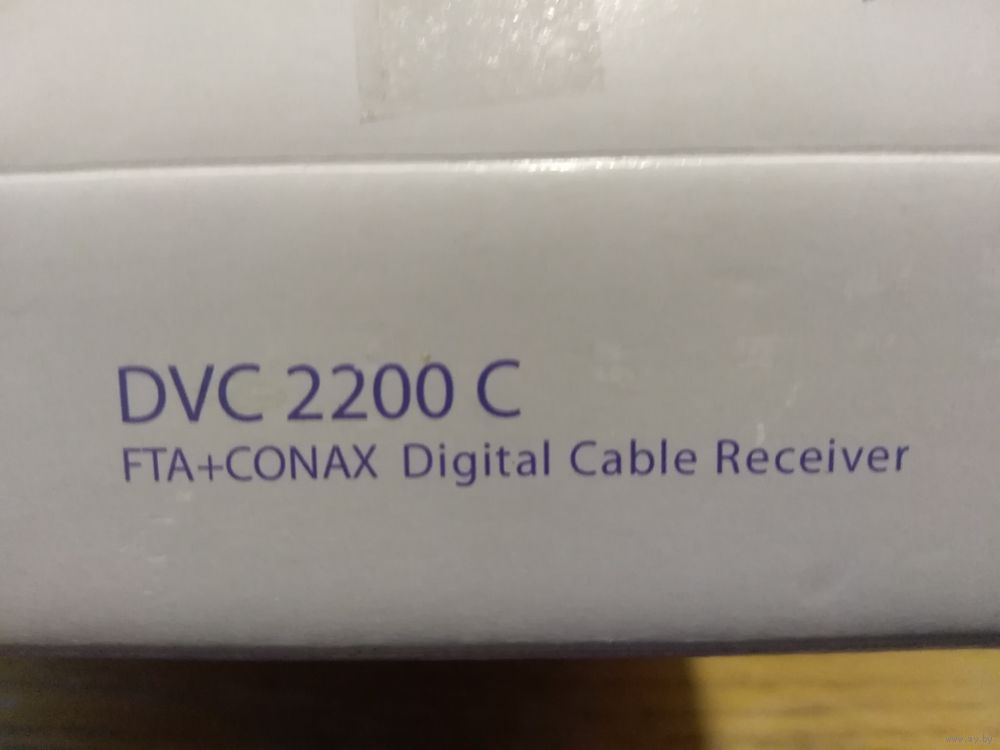 DVC 2200 C
FTA+CONAX Digital Cable Receiver